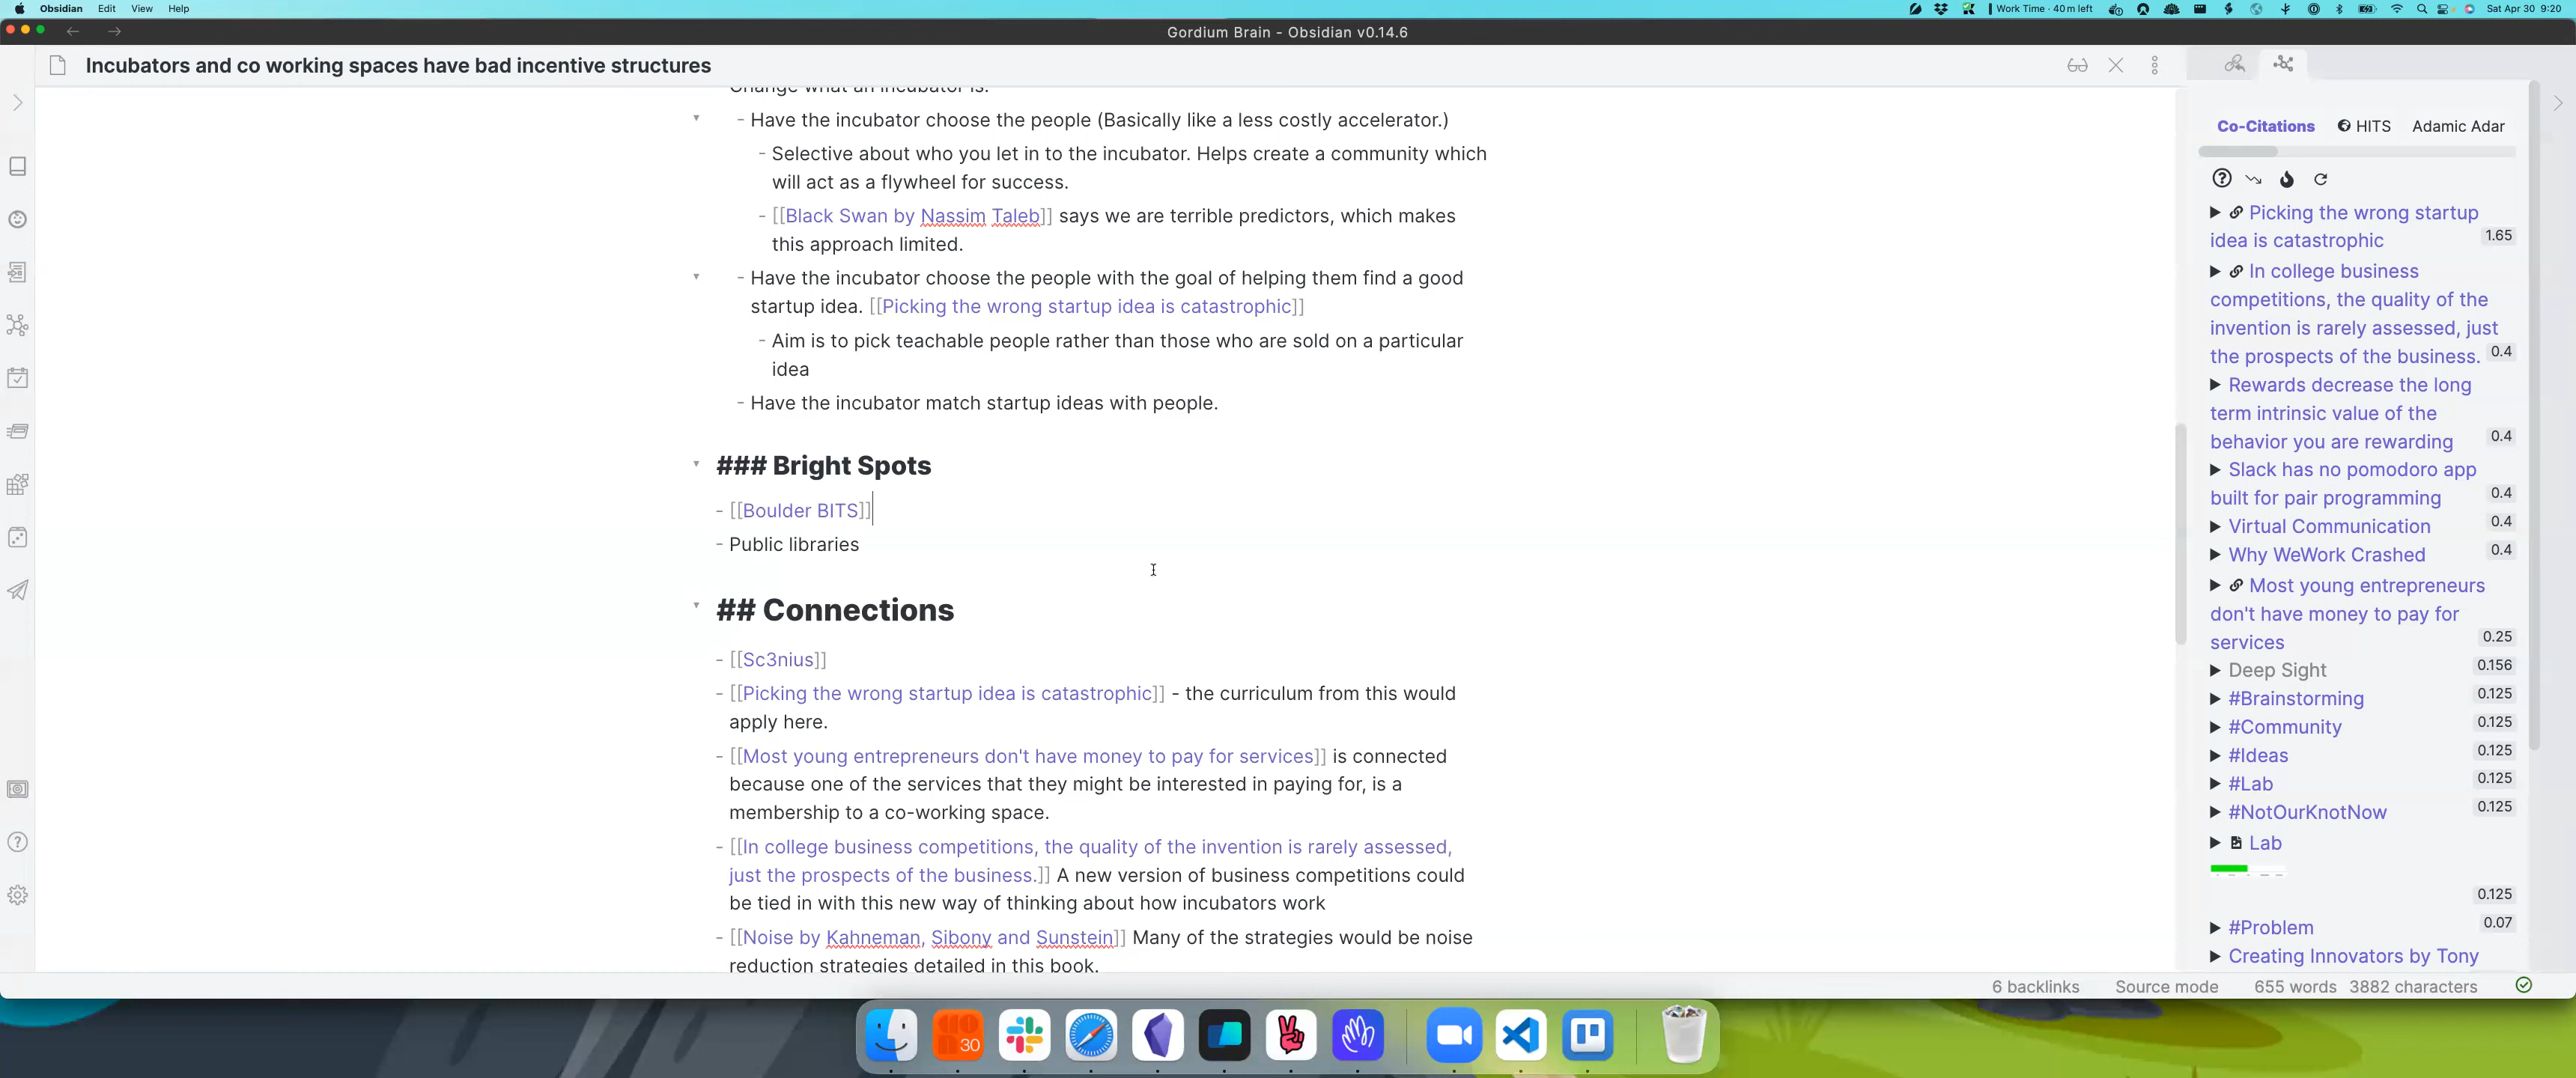 Obsidian Edit View Help
Work Time · 40 m left
Sat Apr 30 9:20
Gordium Brain - Obsidian v0.14.6
Incubators and co working spaces have bad incentive structures
Change what an incubator is.
- Have the incubator choose the people (Basically like a less costly accelerator.)
- Selective about who you let in to the incubator. Helps create a community which
will act as a flywheel for success.
- [[Black Swan by Nassim Taleb]] says we are terrible predictors, which makes
this approach limited.
- Have the incubator choose the people with the goal of helping them find a good
startup idea. [[Picking the wrong startup idea is catastrophic]]
- Aim is to pick teachable people rather than those who are sold on a particular
idea
- Have the incubator match startup ideas with people.
### Bright Spots
- [[Boulder BITS]]
- Public libraries
## Connections
- [[Sc3nius]]
- [[Picking the wrong startup idea is catastrophic]] - the curriculum from this would
apply here.
- [[Most young entrepreneurs don't have money to pay for services]] is connected
because one of the services that they might be interested in paying for, is a
membership to a co-working space.
- [[In college business competitions, the quality of the invention is rarely assessed,
just the prospects of the business.]] A new version of business competitions could
be tied in with this new way of thinking about how incubators work
- [[Noise by Kahneman, Sibony and Sunstein]] Many of the strategies would be noise
reduction strategies detailed in this book.
Co-Citations HITS Adamic Adar
Picking the wrong startup
idea is catastrophic 1.65
In college business
competitions, the quality of the
invention is rarely assessed, just
the prospects of the business. 0.4
Rewards decrease the long
term intrinsic value of the
behavior you are rewarding 0.4
Slack has no pomodoro app
built for pair programming 0.4
Virtual Communication 0.4
Why WeWork Crashed 0.4
Most young entrepreneurs
don't have money to pay for
services 0.25
Deep Sight 0.156
#Brainstorming 0.125
#Community 0.125
#Ideas 0.125
#Lab 0.125
#NotOurKnotNow 0.125
Lab
0.125
#Problem 0.07
Creating Innovators by Tony
6 backlinks Source mode 655 words 3882 characters
30